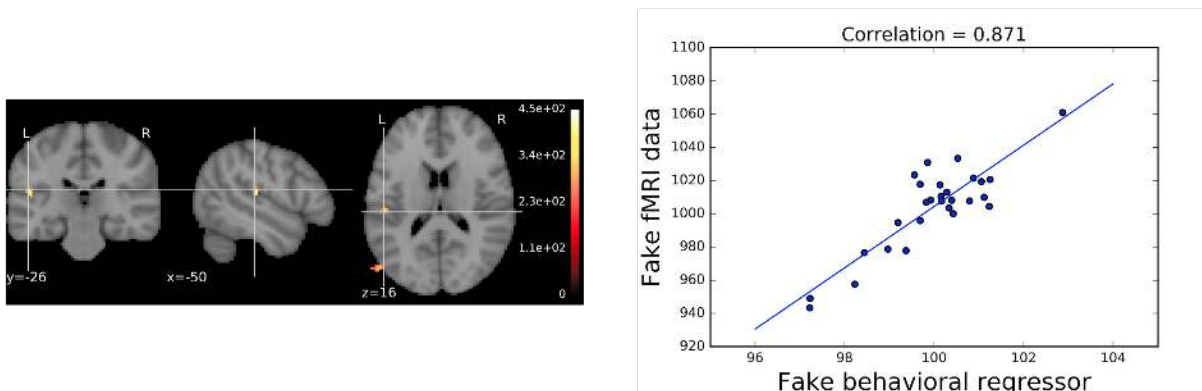 L
R
L
R
4.5e+02
3.4e+02
2.3e+02
1.1e+02
0
y=-26
x=-50
z=16
Correlation = 0.871
Fake fMRI data
1100
1080
1060
1040
1020
1000
980
960
940
920
96
98
100
102
104
Fake behavioral regressor